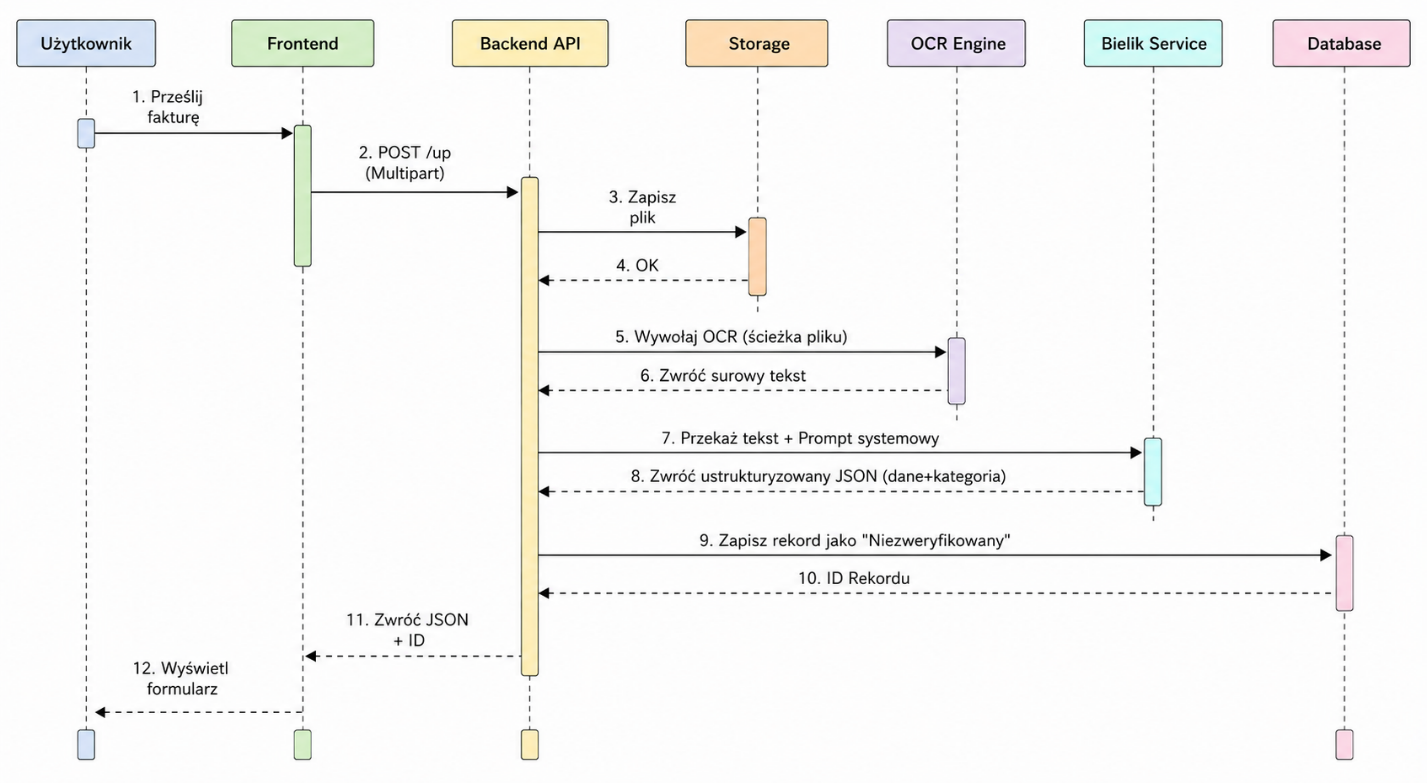 Użytkownik
Frontend
Backend API
Storage
OCR Engine
Bielik Service
Database
1. Prześlij
fakturę
2. POST /up
(Multipart)
3. Zapisz
plik
4. OK
5. Wywołaj OCR (ścieżka pliku)
6. Zwróć surowy tekst
7. Przekaż tekst + Prompt systemowy
8. Zwróć ustrukturyzowany JSON (dane+kategoria)
9. Zapisz rekord jako "Niezweryfikowany"
10. ID Rekordu
11. Zwróć JSON
+ ID
12. Wyświetl
formularz